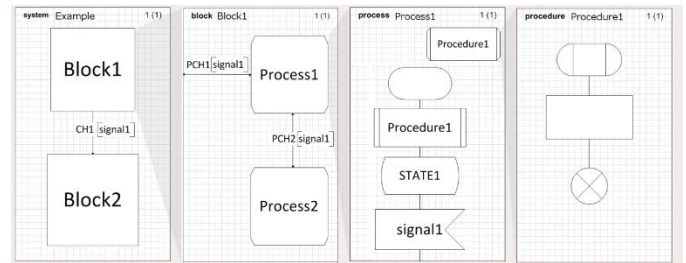 system Example 1 (1)
Block1
CH1 [signal1]
Block2
block Block1 1 (1)
PCH1 [signal1]
Process1
PCH2 [signal1]
Process2
process Process1 1 (1)
Procedure1
Procedure1
STATE1
signal1
procedure Procedure1 1 (1)